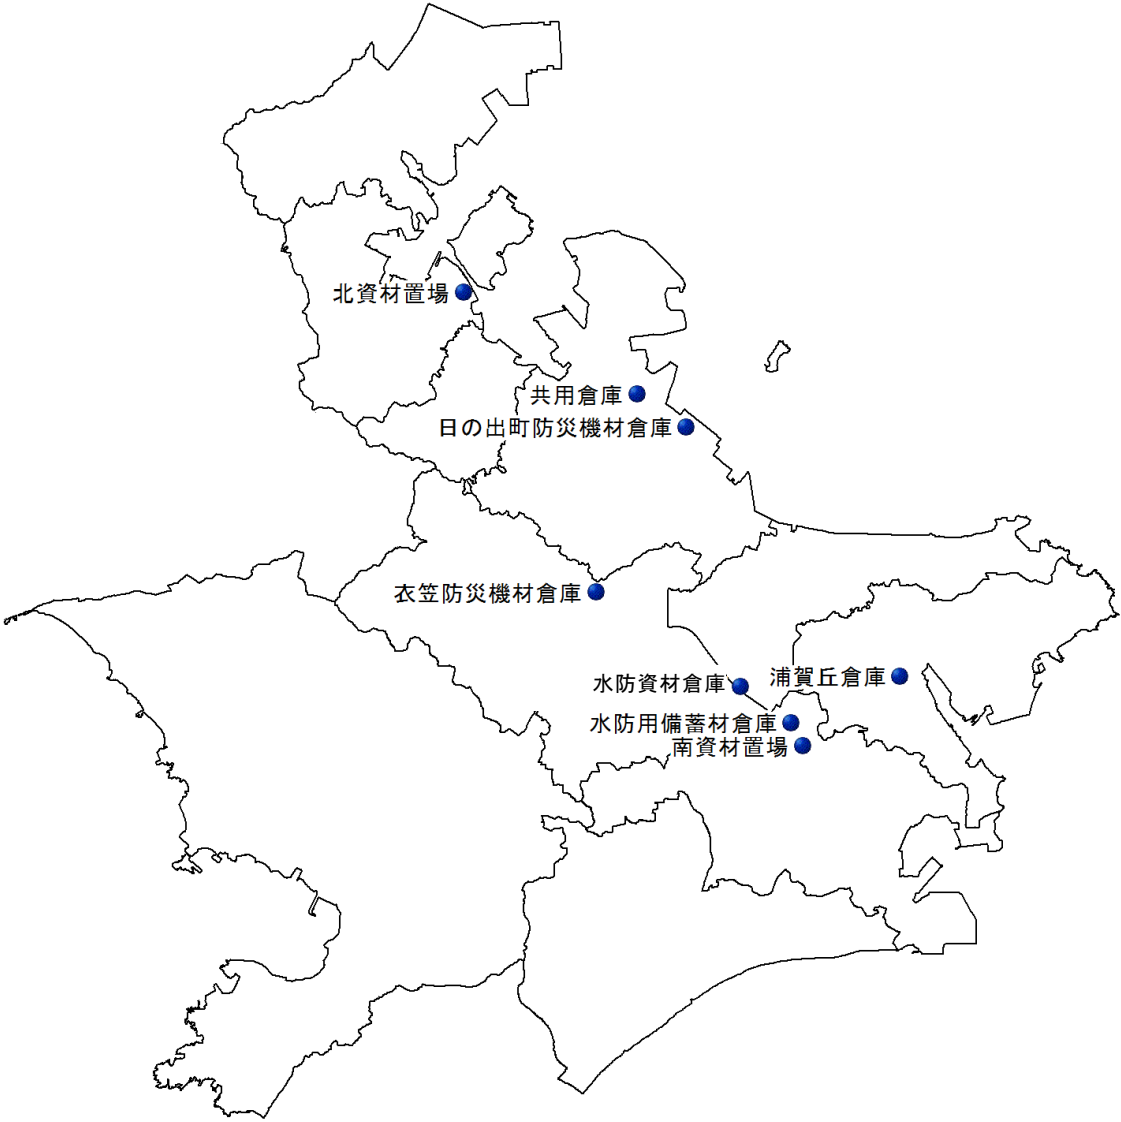 北資材置場
共用倉庫
日の出町防災機材倉庫
衣笠防災機材倉庫
浦賀丘倉庫
水防資材倉庫
水防用備蓄材倉庫
南資材置場